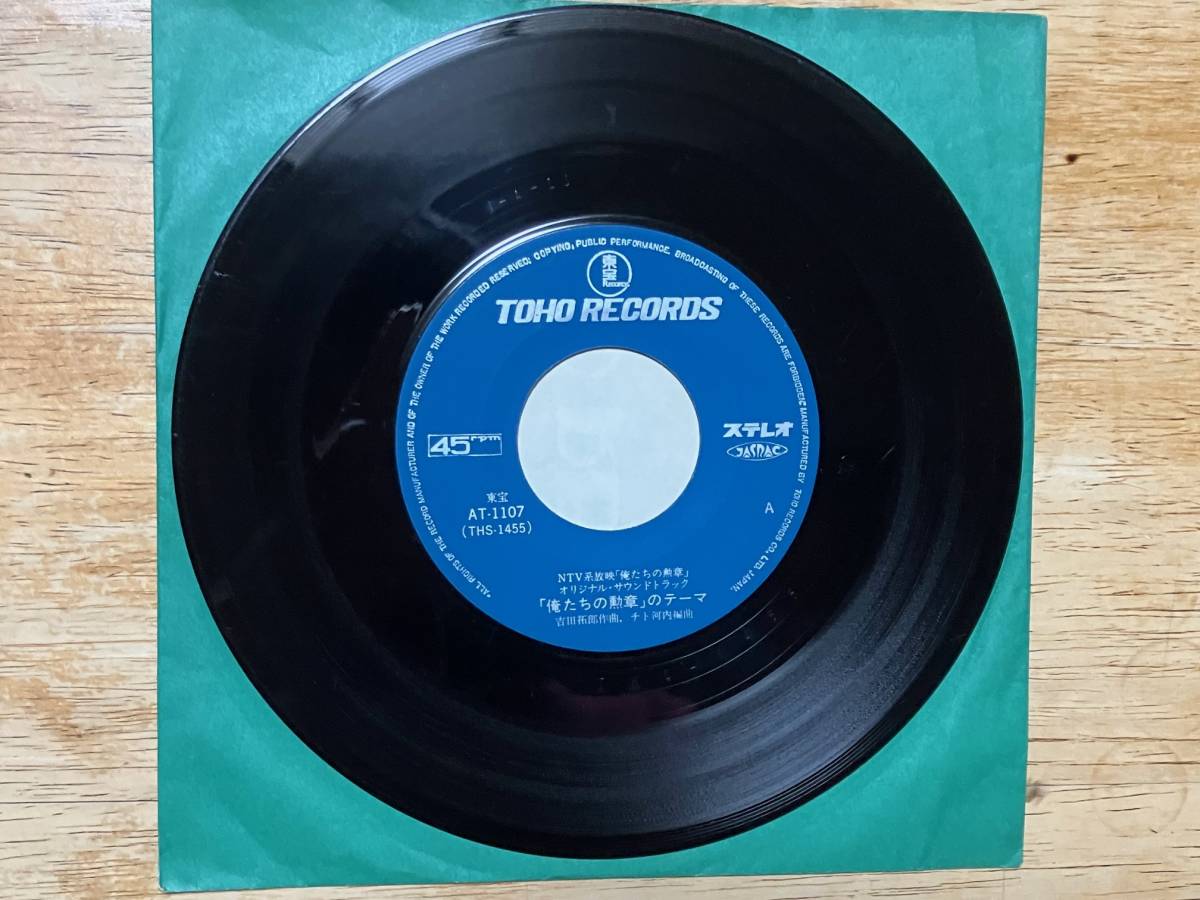 *ALL RIGHTS OF THE RECORD MANUFACTURER AND OF THE OWNER OF THE WORK RECORDED RESERVED; COPYING, PUBLIC PERFORMANCE, BROADCASTING OF THESE RECORDS ARE FORBIDDEN. MANUFACTURED BY TOHO RECORDS CO., LTD. JAPAN.
東宝
Records
TOHO RECORDS
45rpm
ステレオ
JASRAC
東宝
AT-1107
(THS-1455)
A
NTV系放映「俺たちの勲章」
オリジナル・サウンドトラック
「俺たちの勲章」のテーマ
吉田拓郎作曲、チト河内編曲